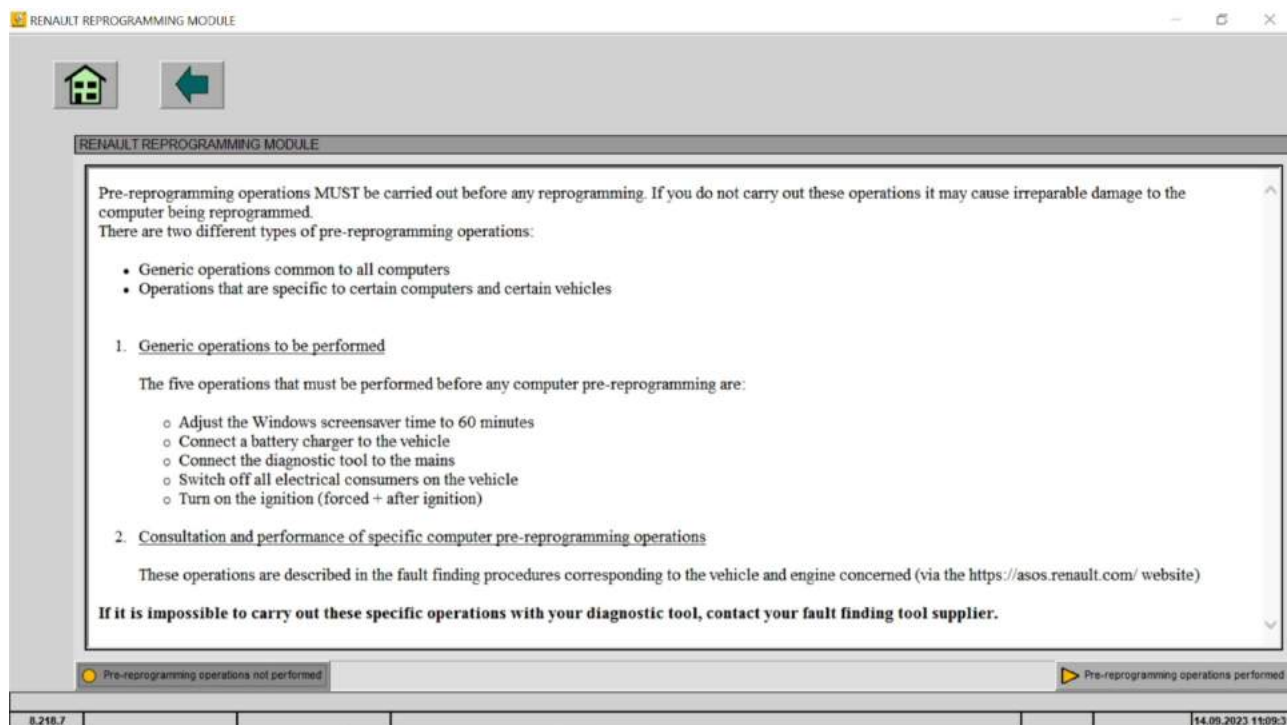 RENAULT REPROGRAMMING MODULE
RENAULT REPROGRAMMING MODULE
Pre-reprogramming operations MUST be carried out before any reprogramming. If you do not carry out these operations it may cause irreparable damage to the
computer being reprogrammed.
There are two different types of pre-reprogramming operations:
• Generic operations common to all computers
• Operations that are specific to certain computers and certain vehicles
1. Generic operations to be performed
The five operations that must be performed before any computer pre-reprogramming are:
o Adjust the Windows screensaver time to 60 minutes
o Connect a battery charger to the vehicle
o Connect the diagnostic tool to the mains
o Switch off all electrical consumers on the vehicle
o Turn on the ignition (forced + after ignition)
2. Consultation and performance of specific computer pre-reprogramming operations
These operations are described in the fault finding procedures corresponding to the vehicle and engine concerned (via the https://asos.renault.com/ website)
If it is impossible to carry out these specific operations with your diagnostic tool, contact your fault finding tool supplier.
Pre-reprogramming operations not performed
Pre-reprogramming operations performed
8.218.7
14.09.2023 11:09: